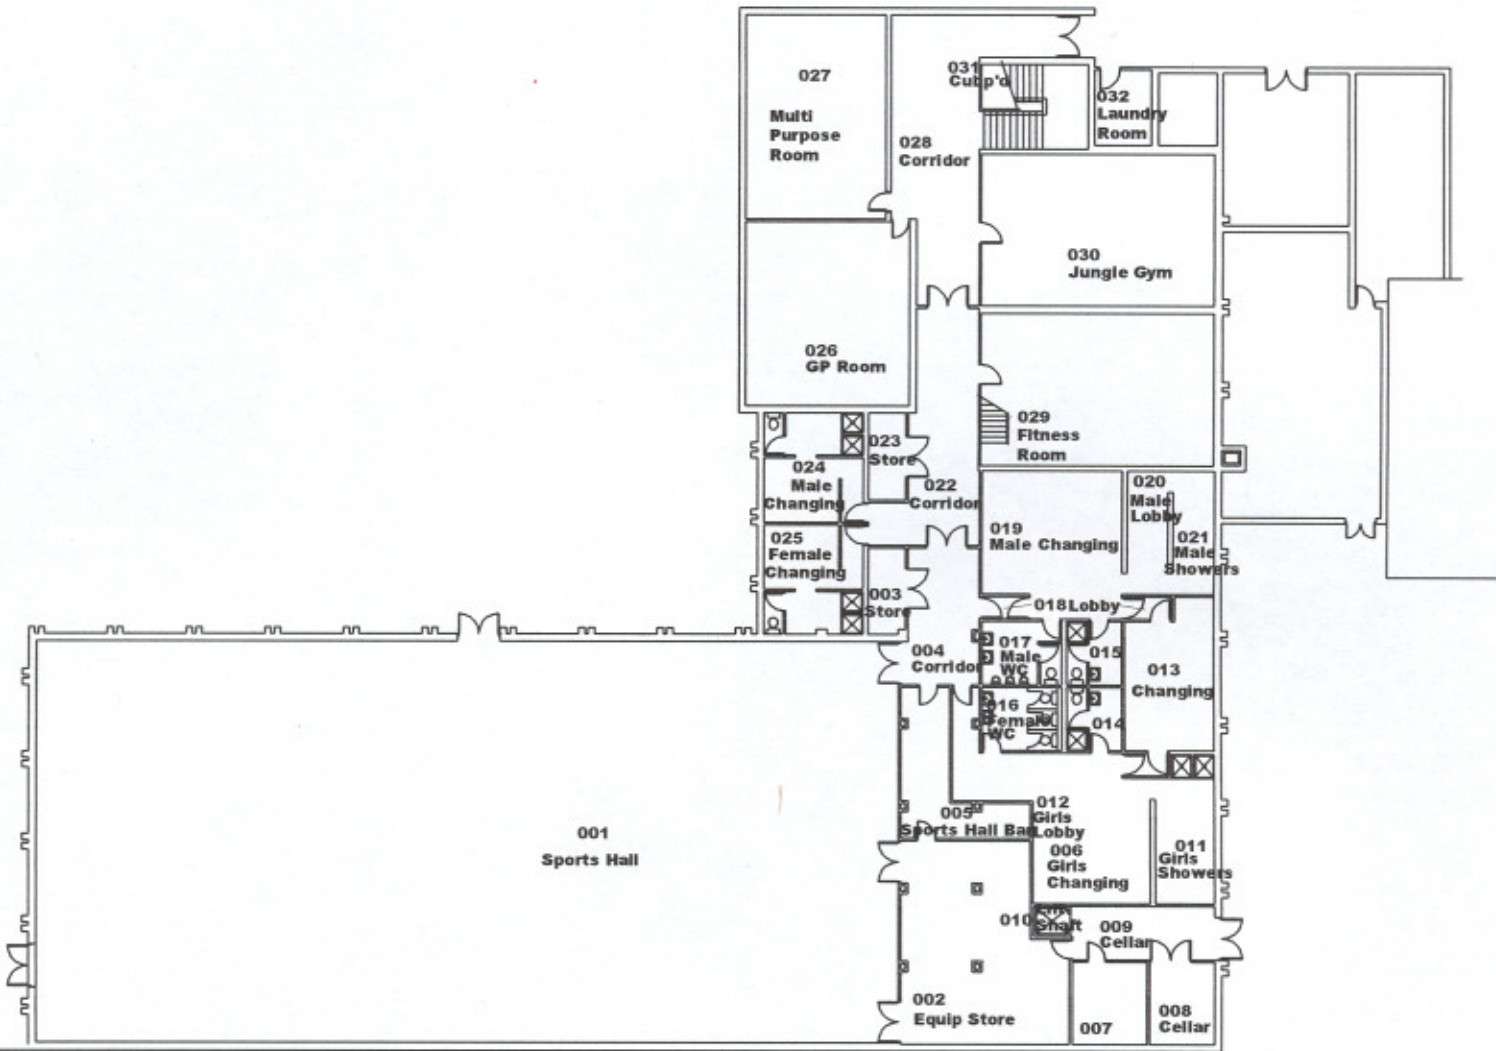 027
Multi
Purpose
Room
028
Corridor
031
Cubp'd
032
Laundry
Room
030
Jungle Gym
026
GP Room
029
Fitness
Room
023
Store
024
Male
Changing
022
Corridor
025
Female
Changing
003
Store
019
Male Changing
020
Male
Lobby
021
Male
Showers
018 Lobby
004
Corridor
017
Male
WC
015
013
Changing
016
Female
WC
014
001
Sports Hall
005
Sports Hall Bar
012
Girls
Lobby
006
Girls
Changing
011
Girls
Showers
010
Shaft
009
Cellar
002
Equip Store
007
008
Cellar